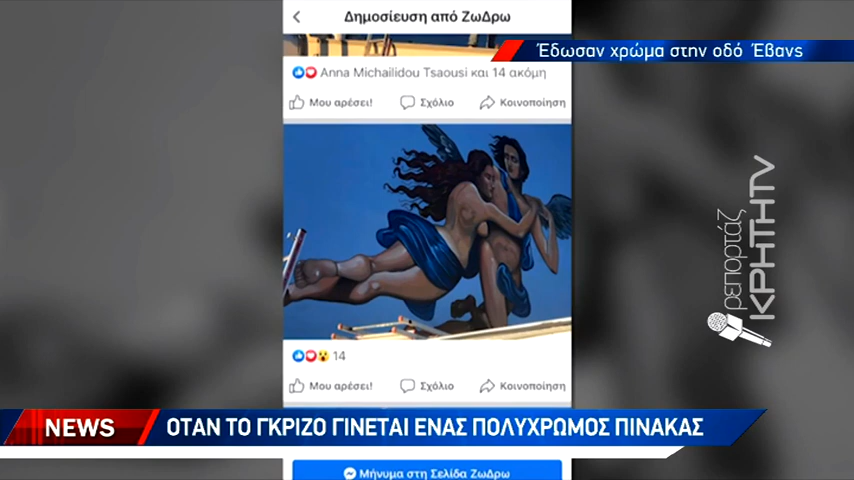 Δημοσίευση από ΖωΔρω
Έδωσαν χρώμα στην οδό Έβανς
Anna Michailidou Tsaousi και 14 ακόμη
Μου αρέσει! Σχόλιο Κοινοποίηση
ρεπορτάζ
ΚΡΗΤΗTV
14
Μου αρέσει! Σχόλιο Κοινοποίηση
NEWS ΟΤΑΝ ΤΟ ΓΚΡΙΖΟ ΓΙΝΕΤΑΙ ΕΝΑΣ ΠΟΛΥΧΡΩΜΟΣ ΠΙΝΑΚΑΣ
Μήνυμα στη Σελίδα ΖωΔρω